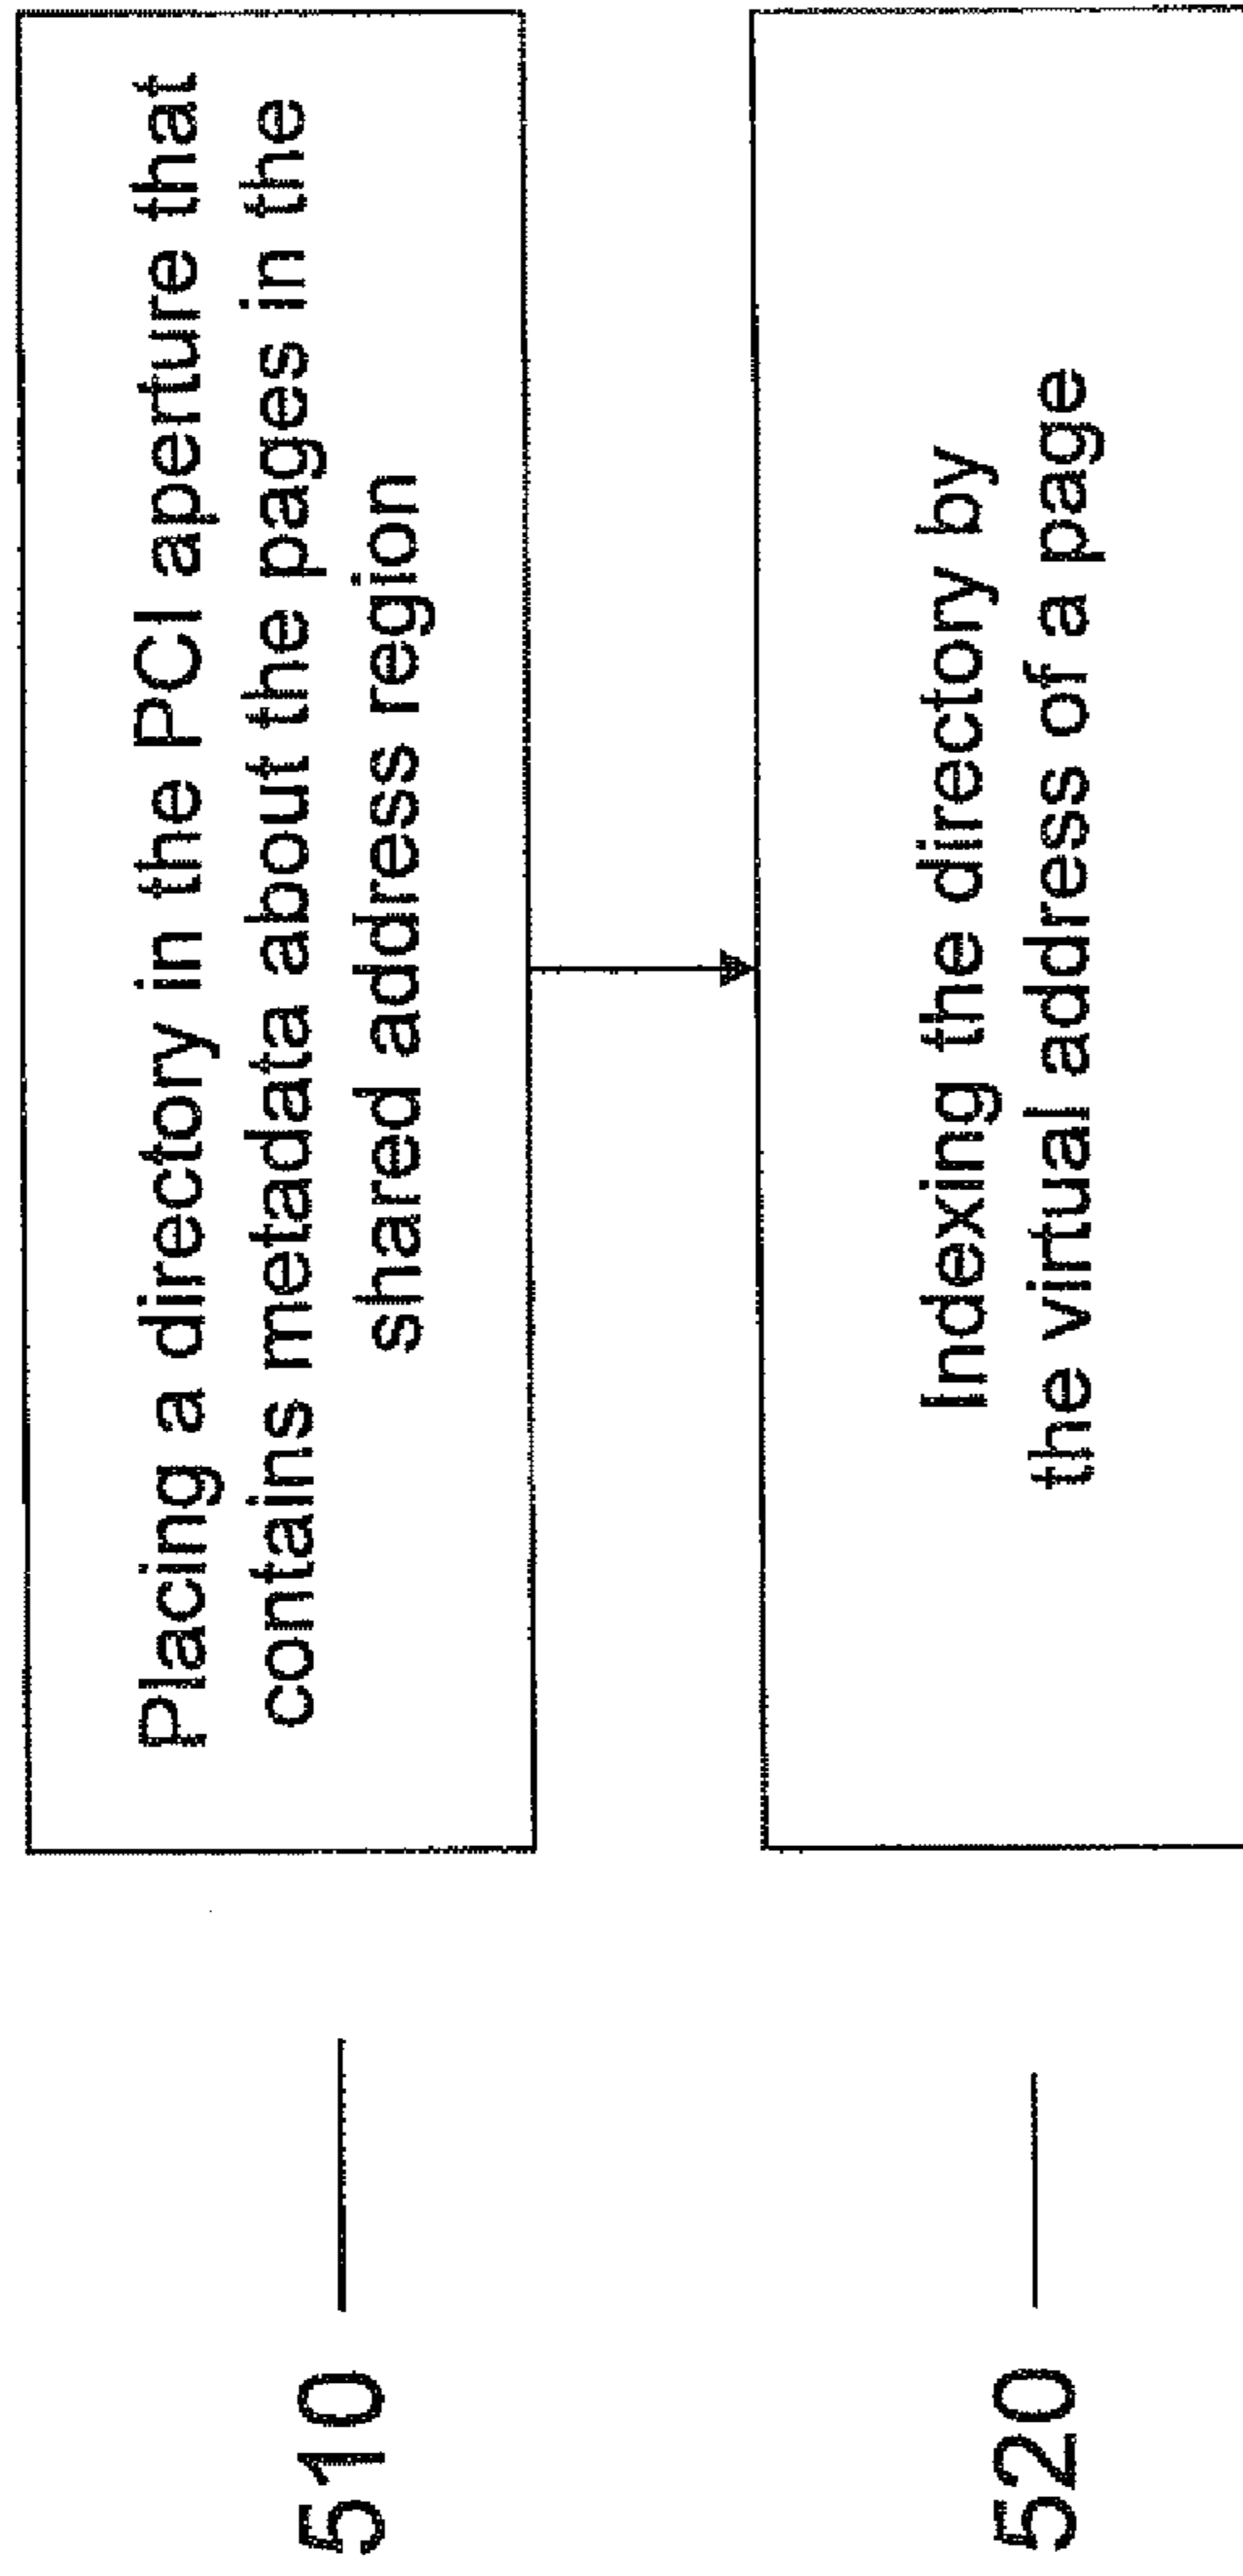 510
Placing a directory in the PCI aperture that
contains metadata about the pages in the
shared address region
520
Indexing the directory by
the virtual address of a page